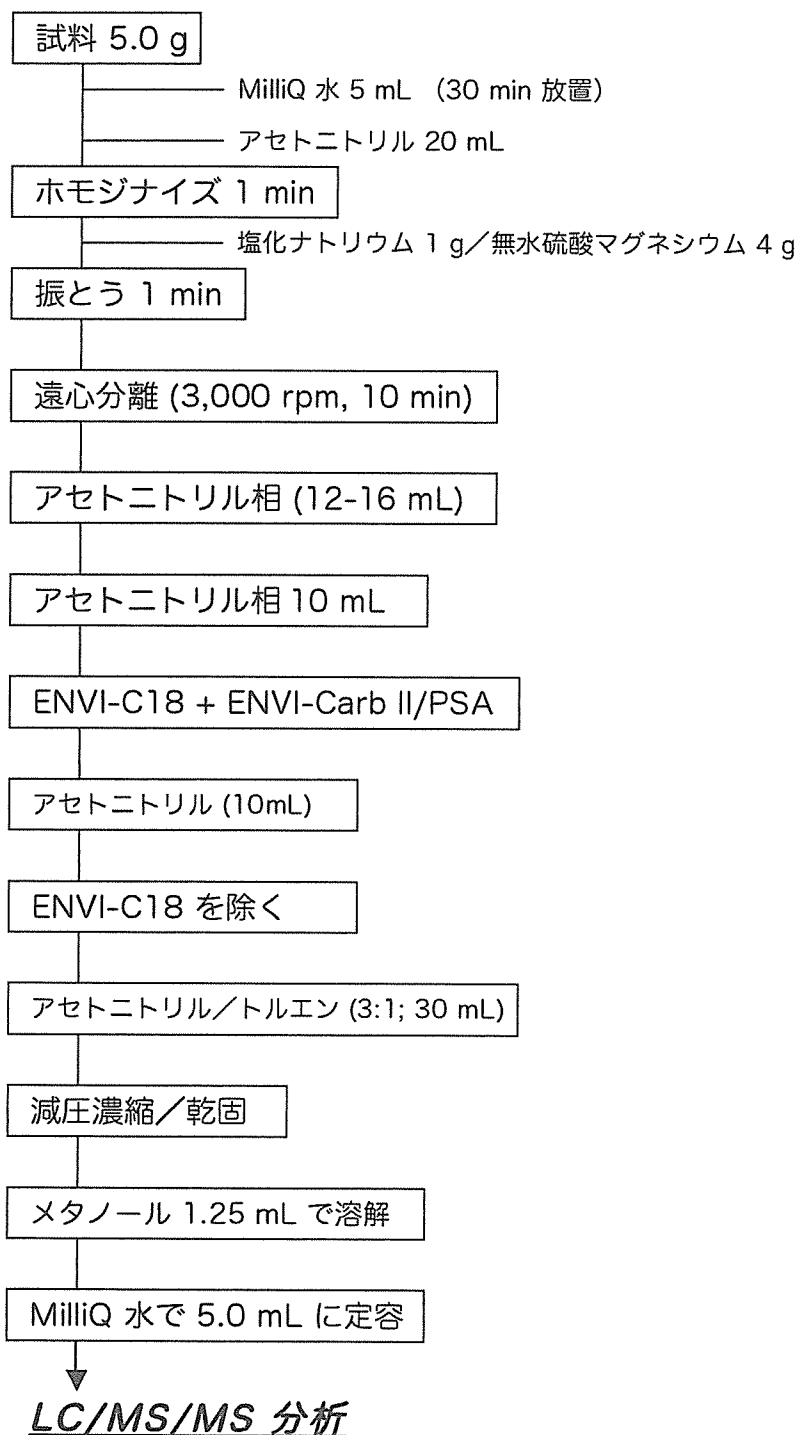 試料 5.0 g
MilliQ 水 5 mL （30 min 放置）
アセトニトリル 20 mL
ホモジナイズ 1 min
塩化ナトリウム 1 g／無水硫酸マグネシウム 4 g
振とう 1 min
遠心分離 (3,000 rpm, 10 min)
アセトニトリル相 (12-16 mL)
アセトニトリル相 10 mL
ENVI-C18 + ENVI-Carb II/PSA
アセトニトリル (10mL)
ENVI-C18 を除く
アセトニトリル／トルエン (3:1; 30 mL)
減圧濃縮／乾固
メタノール 1.25 mL で溶解
MilliQ 水で 5.0 mL に定容
LC/MS/MS 分析